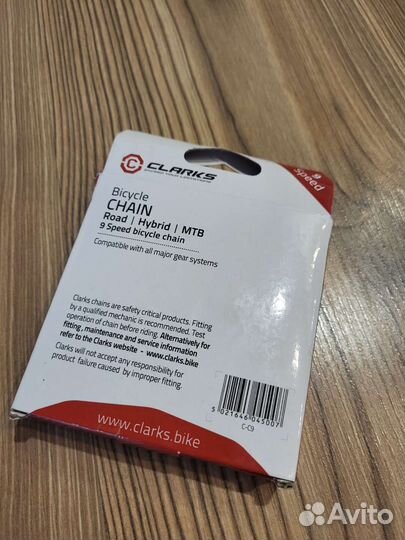 CLARKS
9
Speed
Bicycle
CHAIN
Road | Hybrid | MTB
9 Speed bicycle chain
Compatible with all major gear systems
Clarks chains are safety critical products. Fitting
by a qualified mechanic is recommended. Test
operation of chain before riding. Alternatively for
fitting, maintenance and service information
refer to the Clarks website - www.clarks.bike
Clarks will not accept any responsibility for
product failure caused by improper fitting.
5 021646 045007
C-C9
www.clarks.bike
Avito